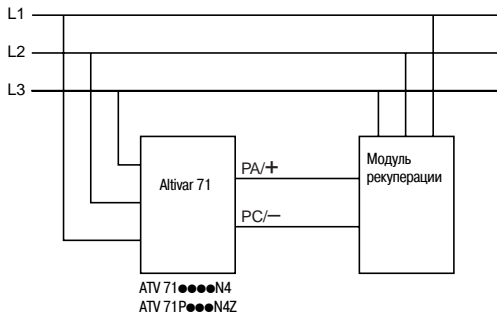 L1
L2
L3
Altivar 71
PA/+
PC/−
Модуль
рекуперации
ATV 71●●●●N4
ATV 71P●●●N4Z